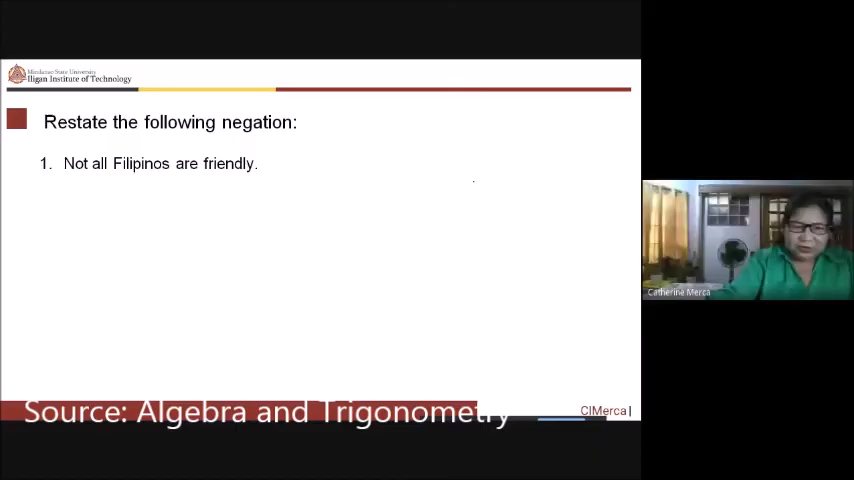 Mindanao State University
Iligan Institute of Technology
Restate the following negation:
1. Not all Filipinos are friendly.
Catherine Merca
Source: Algebra and Trigonometry
CIMerca|